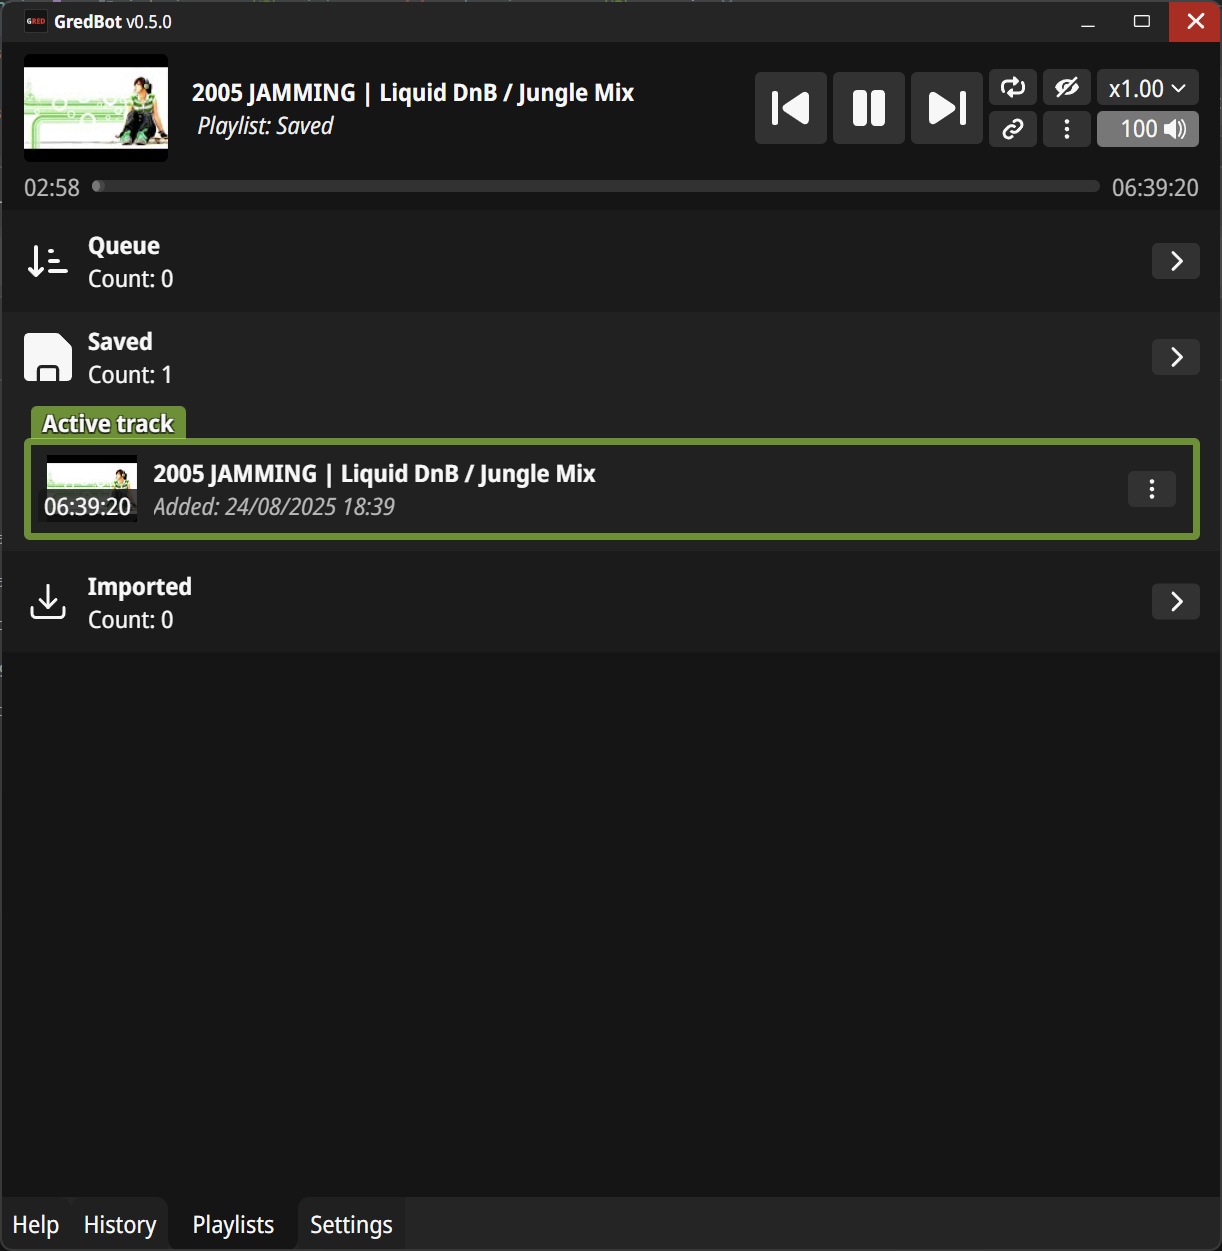 GRED GredBot v0.5.0
2005 JAMMING | Liquid DnB / Jungle Mix
Playlist: Saved
x1.00
100
02:58
06:39:20
Queue
Count: 0
Saved
Count: 1
Active track
2005 JAMMING | Liquid DnB / Jungle Mix
06:39:20
Added: 24/08/2025 18:39
Imported
Count: 0
Help History Playlists Settings